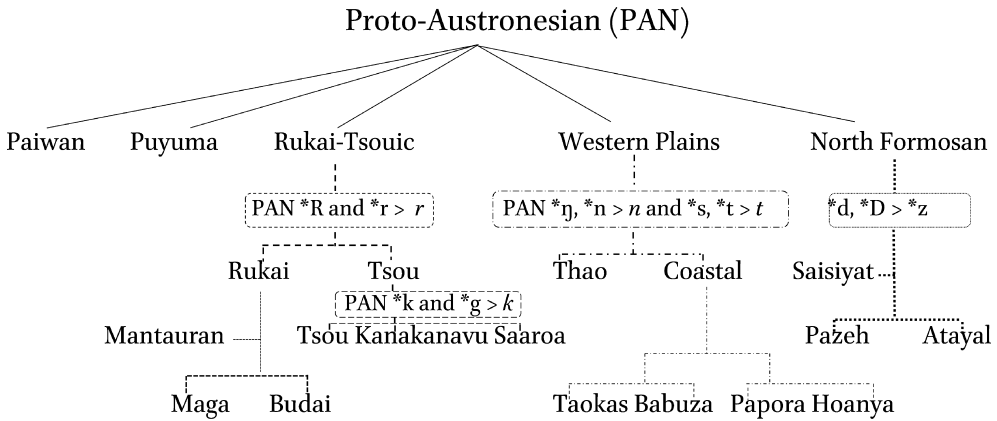 Proto-Austronesian (PAN)
Paiwan Puyuma Rukai-Tsouic Western Plains North Formosan
PAN *R and *r > r PAN *ŋ, *n > n and *s, *t > t *d, *D > *z
Rukai Tsou Thao Coastal Saisiyat
PAN *k and *g > k
Mantauran Tsou Kanakanavu Saaroa Pazeh Atayal
Maga Budai Taokas Babuza Papora Hoanya